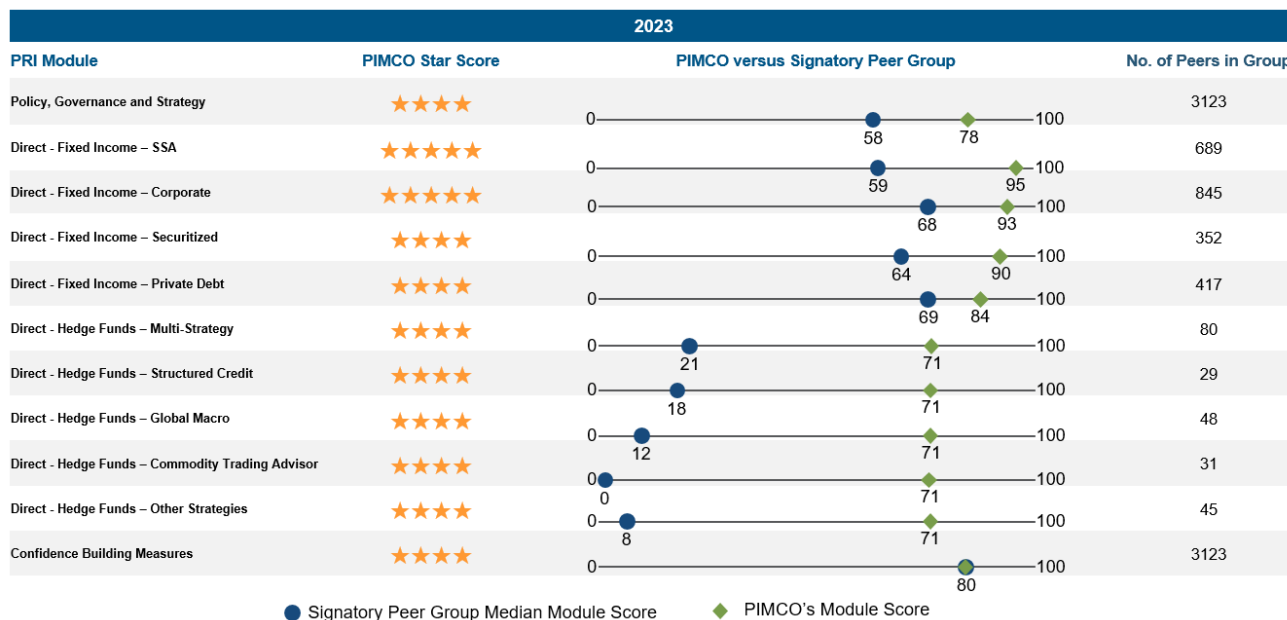 2023
PRI Module PIMCO Star Score PIMCO versus Signatory Peer Group No. of Peers in Group
Policy, Governance and Strategy 3123
0 100
58 78
Direct - Fixed Income – SSA 689
0 100
59 95
Direct - Fixed Income – Corporate 845
0 100
68 93
Direct - Fixed Income – Securitized 352
0 100
64 90
Direct - Fixed Income – Private Debt 417
0 100
69 84
Direct - Hedge Funds – Multi-Strategy 80
0 100
21 71
Direct - Hedge Funds – Structured Credit 29
0 100
18 71
Direct - Hedge Funds – Global Macro 48
0 100
12 71
Direct - Hedge Funds – Commodity Trading Advisor 31
0 100
0 71
Direct - Hedge Funds – Other Strategies 45
0 100
8 71
Confidence Building Measures 3123
0 100
80
Signatory Peer Group Median Module Score PIMCO's Module Score